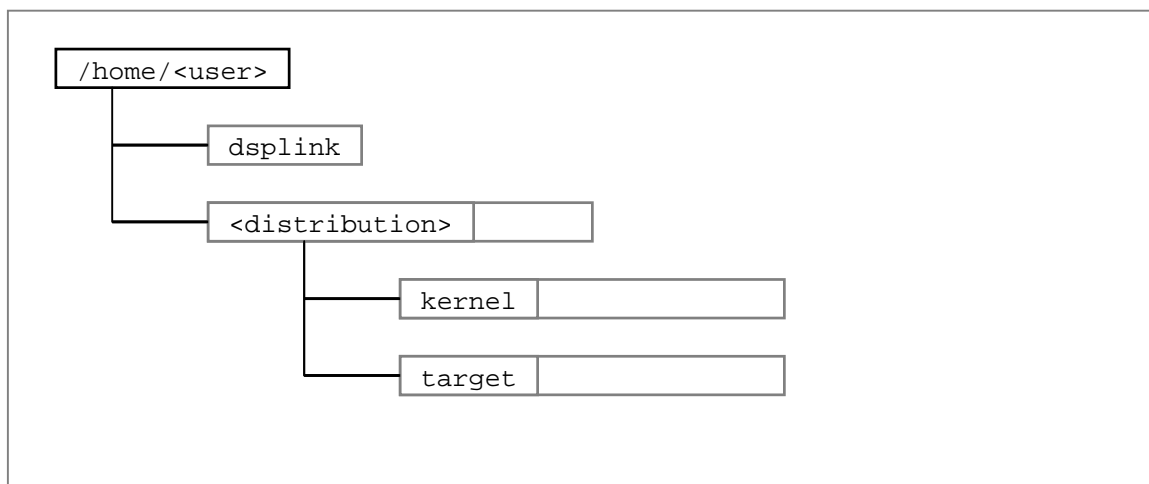 /home/<user>
dsplink
<distribution>
kernel
target